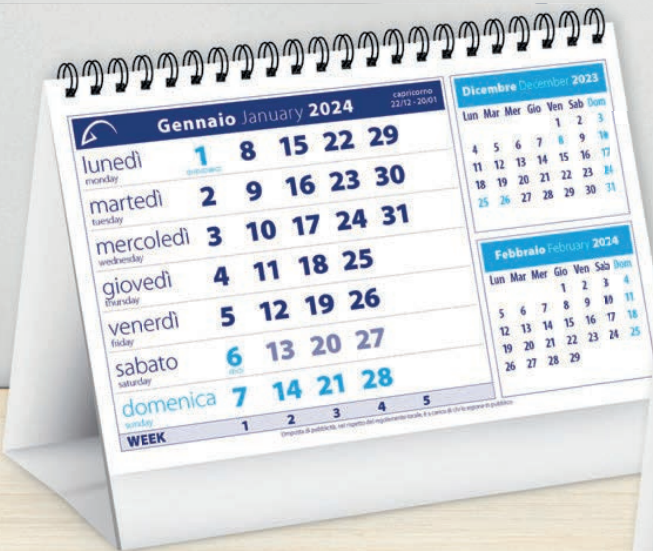 Gennaio January 2024
capricorno
22/12 - 20/01
lunedì 1 8 15 22 29
monday
martedì 2 9 16 23 30
tuesday
mercoledì 3 10 17 24 31
wednesday
giovedì 4 11 18 25
thursday
venerdì 5 12 19 26
friday
sabato 6 13 20 27
saturday
domenica 7 14 21 28
sunday
WEEK 1 2 3 4 5
Dicembre December 2023
Lun Mar Mer Gio Ven Sab Dom
1 2 3
4 5 6 7 8 9 10
11 12 13 14 15 16 17
18 19 20 21 22 23 24
25 26 27 28 29 30 31
Febbraio February 2024
Lun Mar Mer Gio Ven Sab Dom
1 2 3 4
5 6 7 8 9 10 11
12 13 14 15 16 17 18
19 20 21 22 23 24 25
26 27 28 29